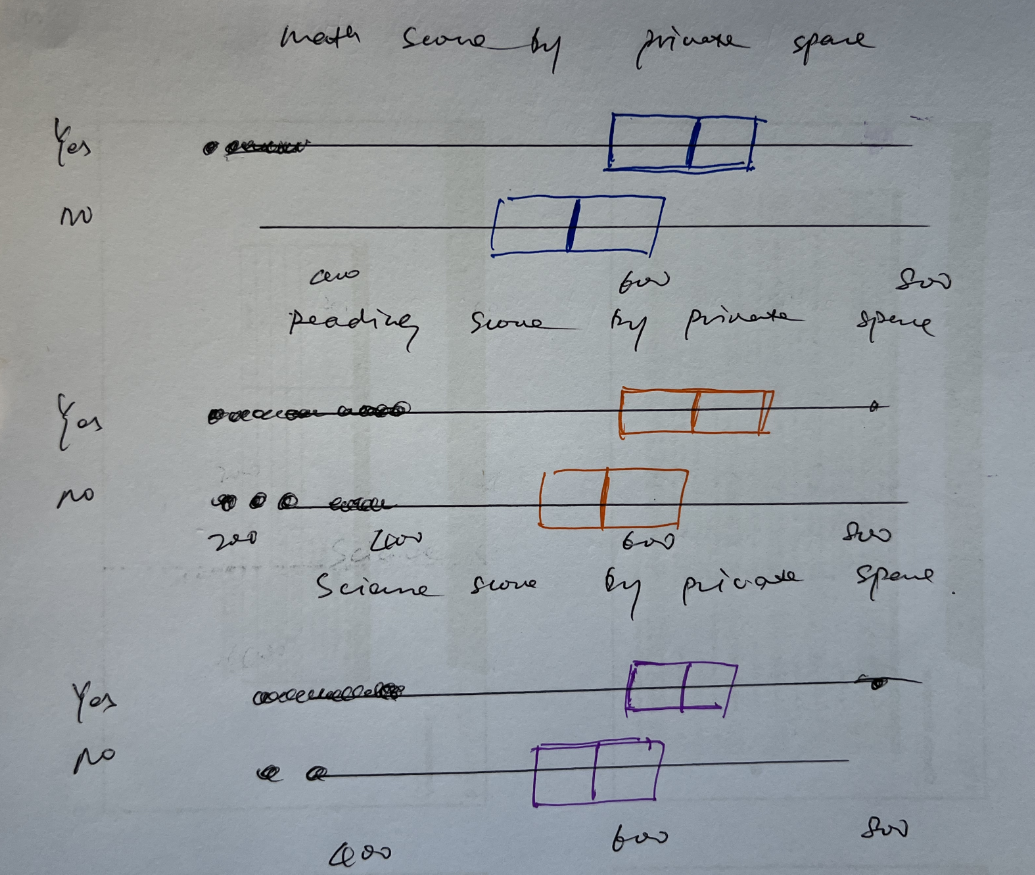 math score by private space
Yes
no
400 600 800
Reading score by private space
Yes
no
200 400 600 800
Science score by private space.
Yes
no
400 600 800